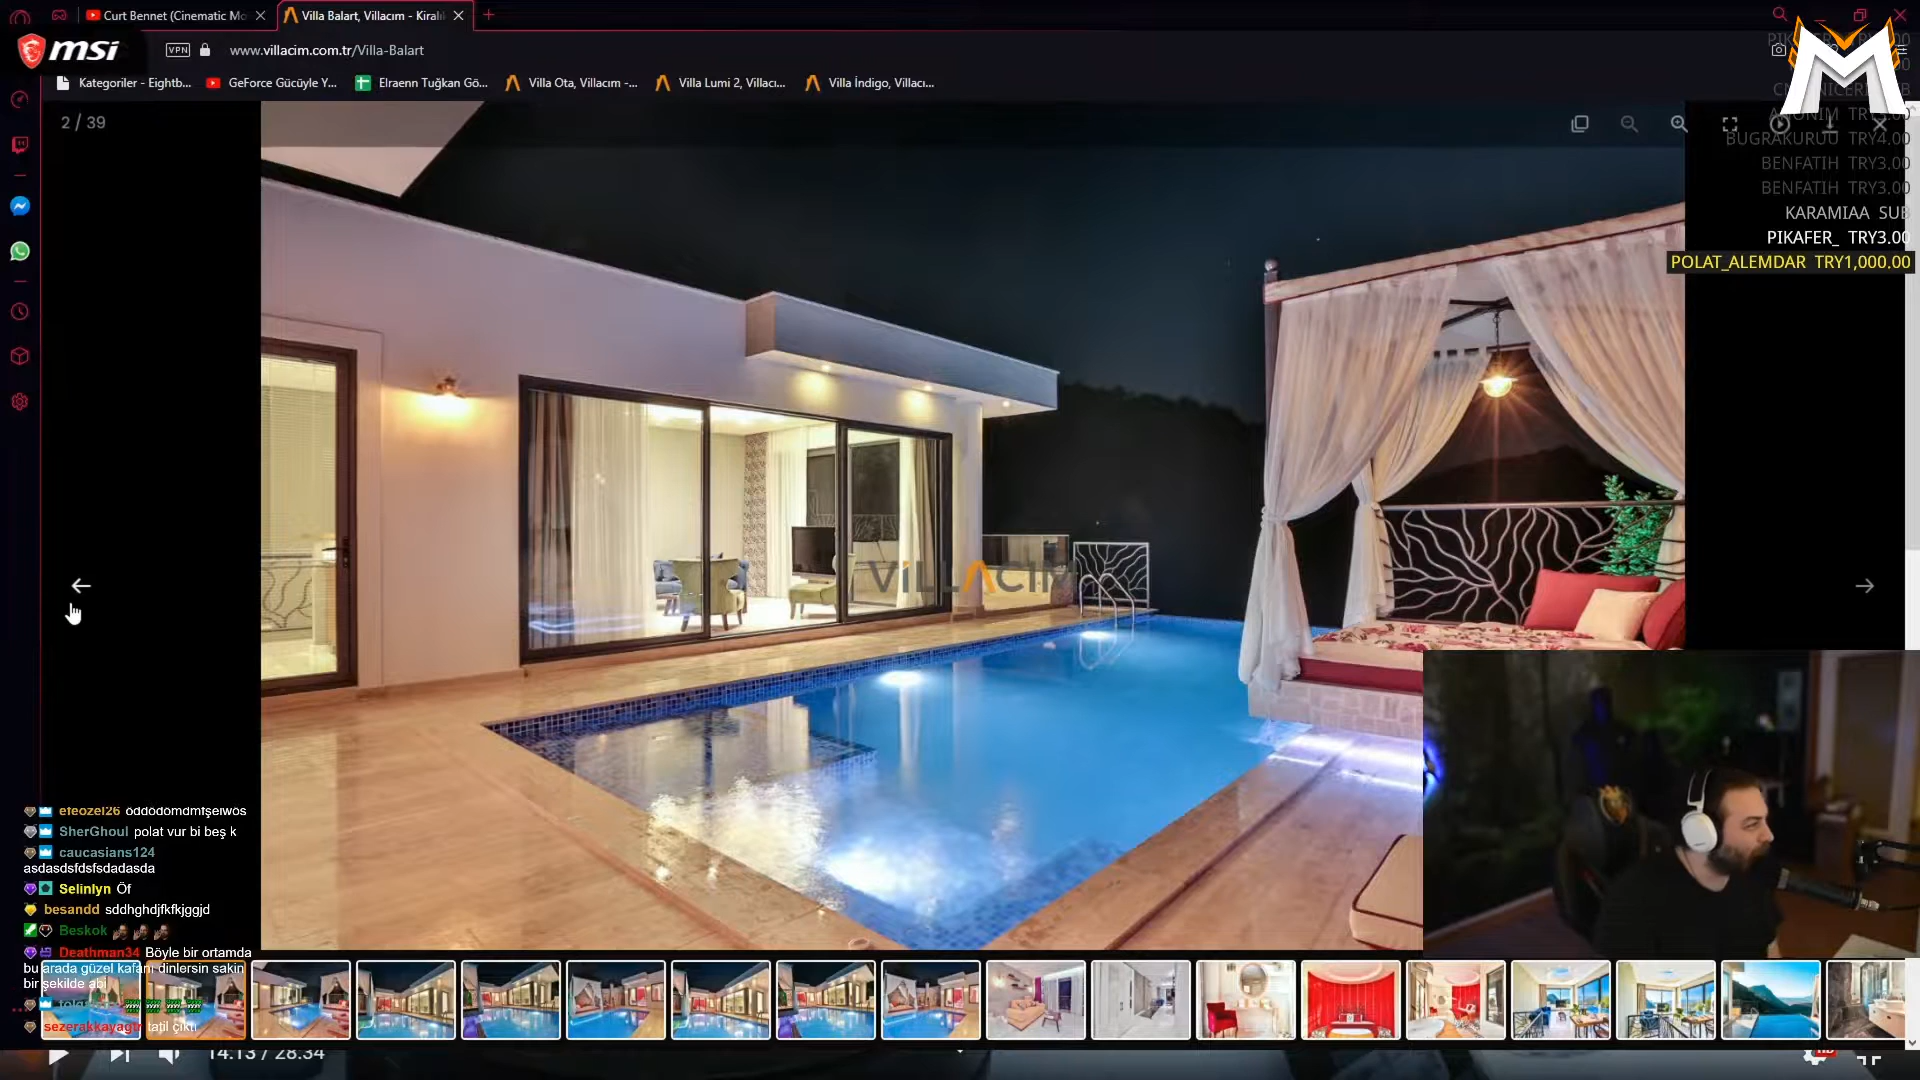 Curt Bennet (Cinematic Mo
Villa Balart, Villacım - Kiralı
msi
VPN
www.villacim.com.tr/Villa-Balart
Kategoriler - Eightb...
GeForce Gücüyle Y...
Elraenn Tuğkan Gö...
Villa Ota, Villacım -...
Villa Lumi 2, Villacı...
Villa İndigo, Villacı...
2 / 39
BUGRAKURUU TRY4.00
BENFATIH TRY3.00
BENFATIH TRY3.00
KARAMIAA SUB
PIKAFER_ TRY3.00
POLAT_ALEMDAR TRY1,000.00
VİLLACIM
efeozel26
SherGhoul polat vur bi beş k
caucasians124
asdasdsfdsfsdadasda
Selinlyn Öf
besandd sddhghdjfkfkjggjd
Beskok
Deathman34 Böyle bir ortamda
bu arada güzel kafanı dinlersin sakin
bir şekilde abi
sezerakkayagtr tatil çıktı
14:13 / 28:34
HD